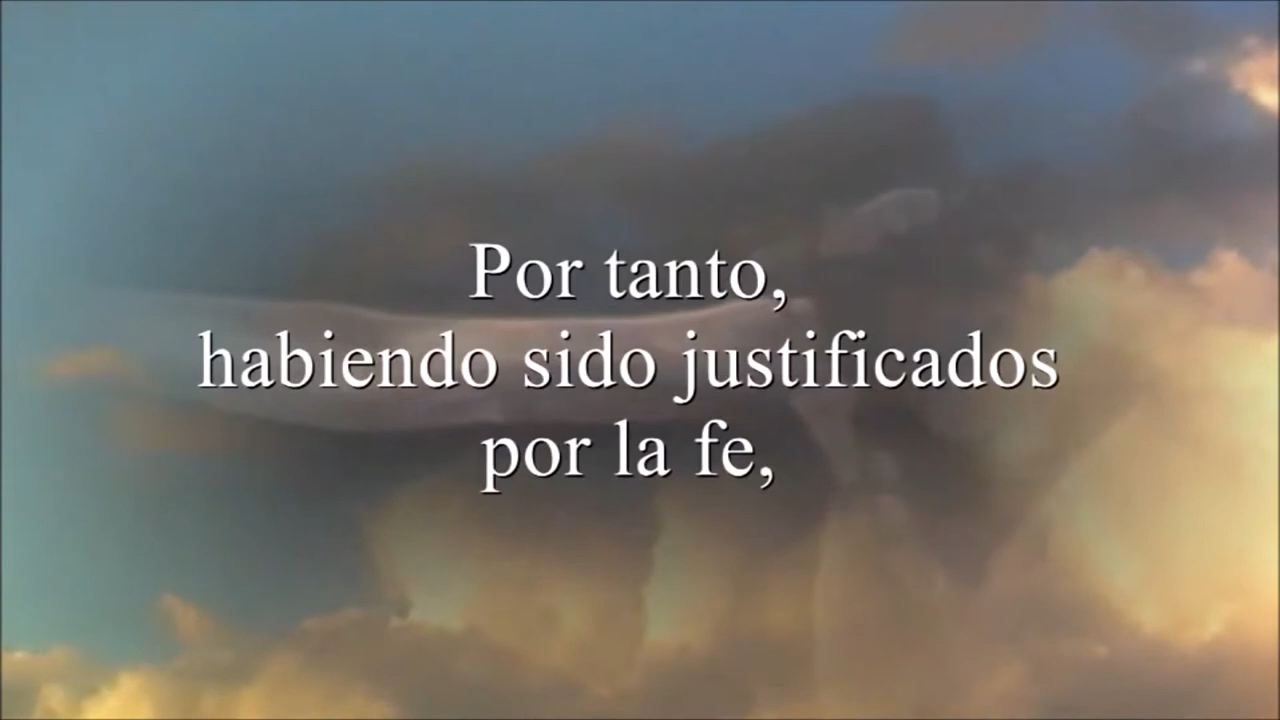 Por tanto,
habiendo sido justificados
por la fe,